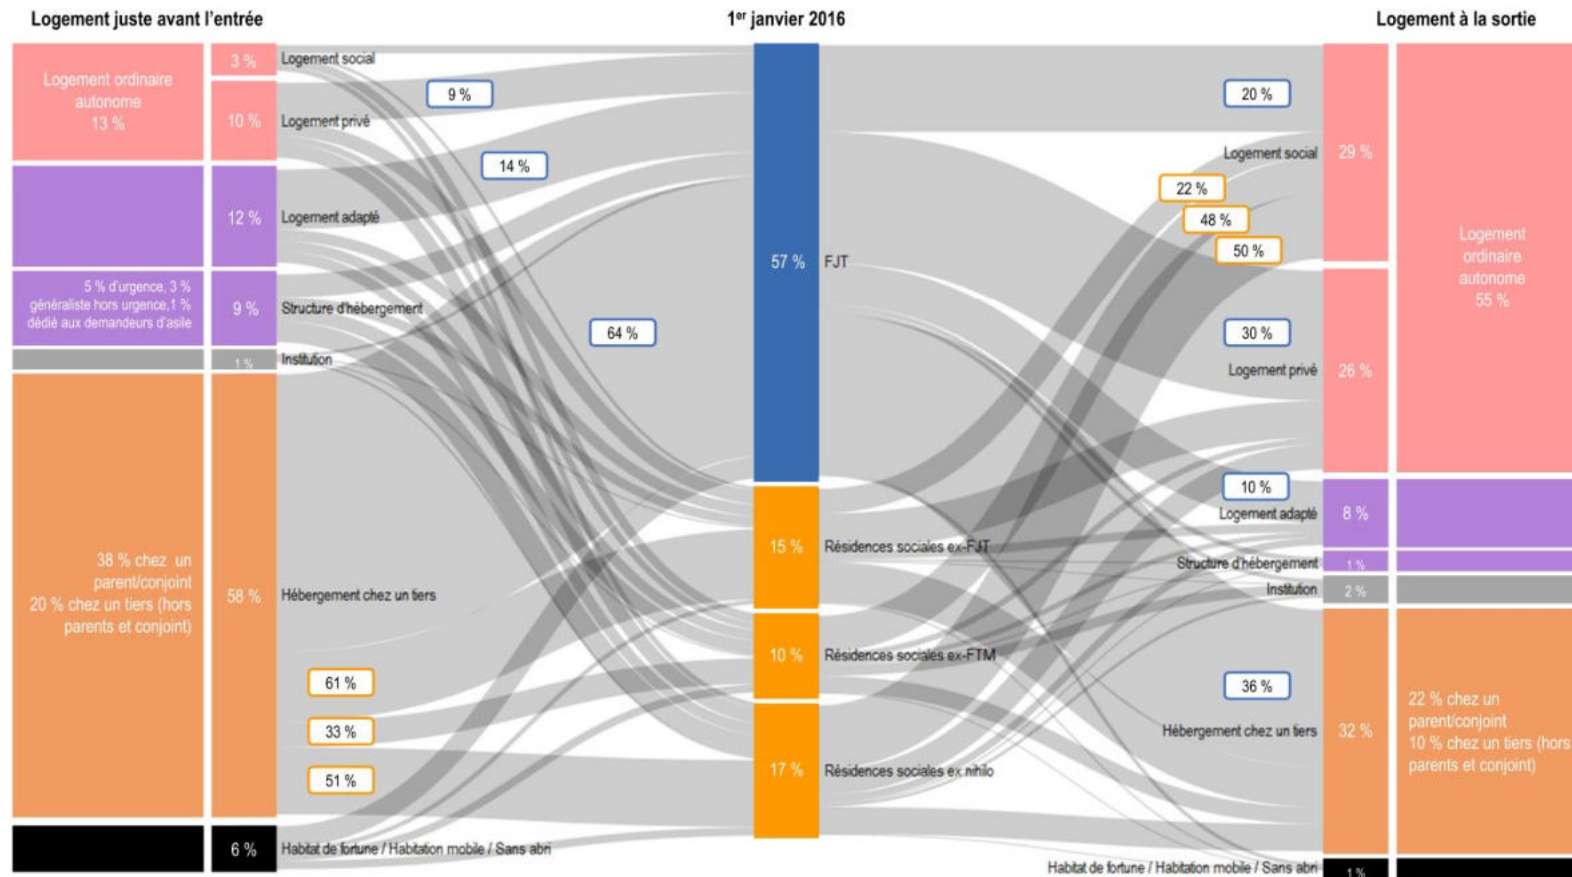 Logement juste avant l'entrée
1er janvier 2016
Logement à la sortie
Logement ordinaire
autonome
13 %
3 %
Logement social
10 %
Logement privé
12 %
Logement adapté
5 % d'urgence, 3 %
généraliste hors urgence,1 %
dédié aux demandeurs d'asile
9 %
Structure d'hébergement
1 %
Institution
38 % chez un
parent/conjoint
20 % chez un tiers (hors
parents et conjoint)
58 %
Hébergement chez un tiers
6 %
Habitat de fortune / Habitation mobile / Sans abri
9 %
14 %
64 %
61 %
33 %
51 %
57 %
FJT
15 %
Résidences sociales ex-FJT
10 %
Résidences sociales ex-FTM
17 %
Résidences sociales ex nihilo
20 %
22 %
48 %
50 %
30 %
10 %
36 %
Logement social
29 %
Logement privé
26 %
Logement adapté
8 %
Structure d'hébergement
1 %
Institution
2 %
Hébergement chez un tiers
32 %
Habitat de fortune / Habitation mobile / Sans abri
1 %
Logement
ordinaire
autonome
55 %
22 % chez un
parent/conjoint
10 % chez un tiers (hors
parents et conjoint)